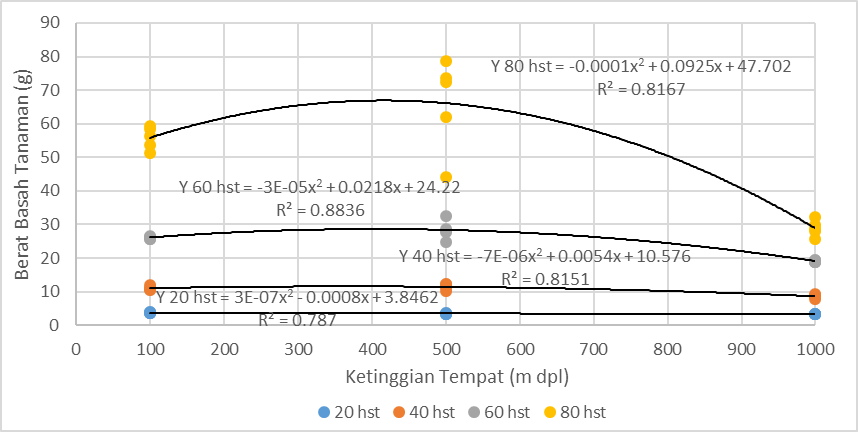 90
80
70
60
50
40
30
20
10
0
Berat Basah Tanaman (g)
Y 80 hst = -0.0001x² + 0.0925x + 47.702
R² = 0.8167
Y 60 hst = -3E-05x² + 0.0218x + 24.22
R² = 0.8836
Y 40 hst = -7E-06x² + 0.0054x + 10.576
R² = 0.8151
Y 20 hst = 3E-07x² - 0.0008x + 3.8462
R² = 0.787
0 100 200 300 400 500 600 700 800 900 1000
Ketinggian Tempat (m dpl)
20 hst 40 hst 60 hst 80 hst